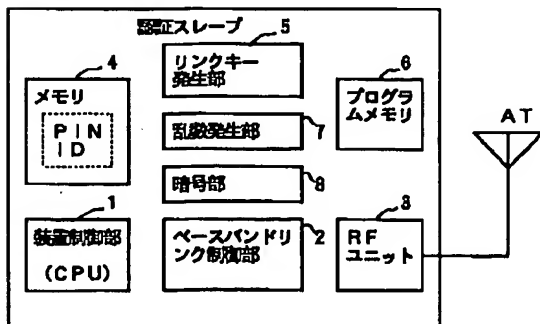 認証スレーブ
4
メモリ
PIN
ID
5
リンクキー
発生部
6
プログラ
ムメモリ
乱数発生部
7
暗号部
8
1
装置制御部
(CPU)
ベースバンドリ
ンク制御部
2
3
RF
ユニット
AT